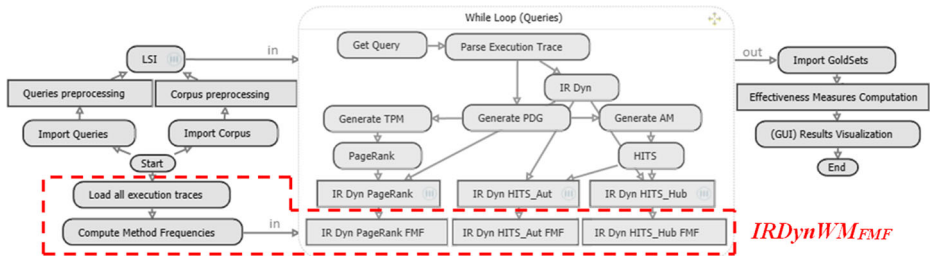 While Loop (Queries)
Get Query
Parse Execution Trace
in
out
LSI
Import GoldSets
IR Dyn
Queries preprocessing
Corpus preprocessing
Effectiveness Measures Computation
Generate TPM
Generate PDG
Generate AM
Import Queries
Import Corpus
(GUI) Results Visualization
PageRank
HITS
Start
End
Load all execution traces
IR Dyn PageRank
IR Dyn HITS_Aut
IR Dyn HITS_Hub
Compute Method Frequencies
in
IR Dyn PageRank FMF
IR Dyn HITS_Aut FMF
IR Dyn HITS_Hub FMF
IRDynWMFMF